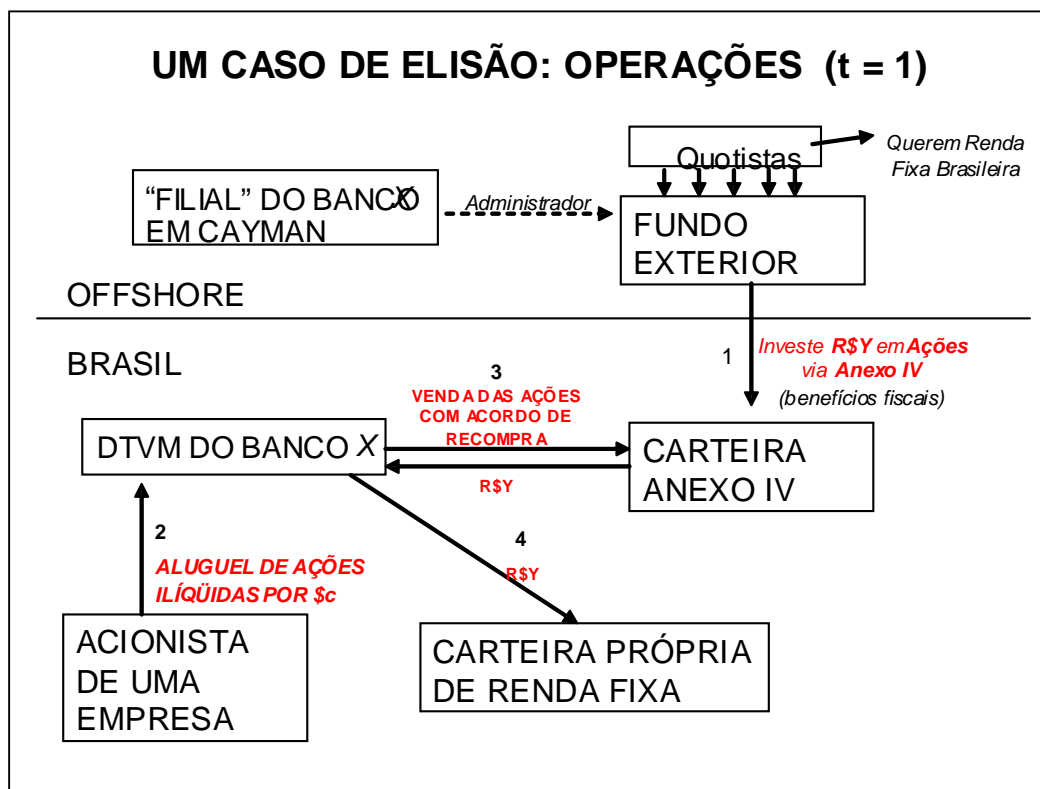 UM CASO DE ELISÃO: OPERAÇÕES (t = 1)
Quotistas
Querem Renda
Fixa Brasileira
“FILIAL” DO BANCO X
EM CAYMAN
Administrador
FUNDO
EXTERIOR
OFFSHORE
BRASIL
1
Investe R$Y em Ações
via Anexo IV
(benefícios fiscais)
3
VENDA DAS AÇÕES
COM ACORDO DE
RECOMPRA
DTVM DO BANCO X
R$Y
CARTEIRA
ANEXO IV
2
ALUGUEL DE AÇÕES
ILÍQÜIDAS POR $c
4
R$Y
ACIONISTA
DE UMA
EMPRESA
CARTEIRA PRÓPRIA
DE RENDA FIXA